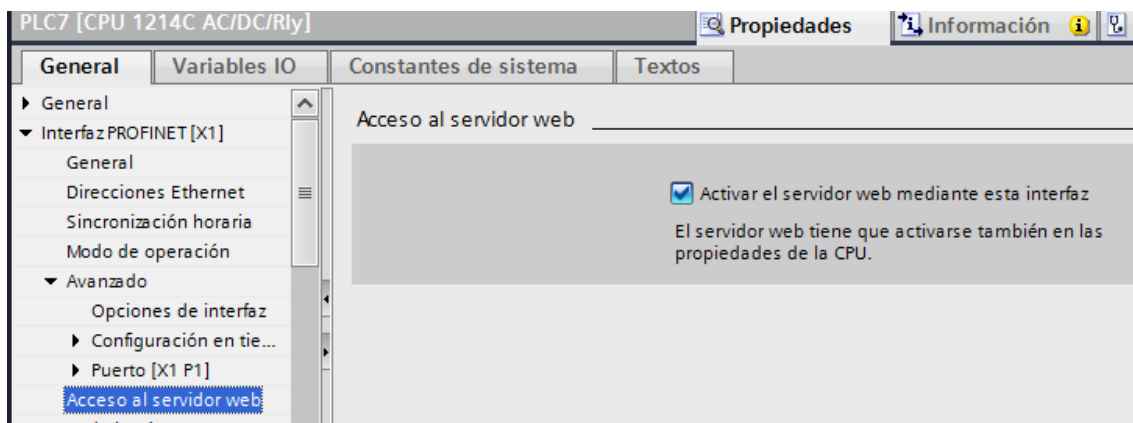 PLC7 [CPU 1214C AC/DC/Rly]
Propiedades
Información
General
Variables IO
Constantes de sistema
Textos
General
Interfaz PROFINET [X1]
General
Direcciones Ethernet
Sincronización horaria
Modo de operación
Avanzado
Opciones de interfaz
Configuración en tie...
Puerto [X1 P1]
Acceso al servidor web
Acceso al servidor web
Activar el servidor web mediante esta interfaz
El servidor web tiene que activarse también en las
propiedades de la CPU.